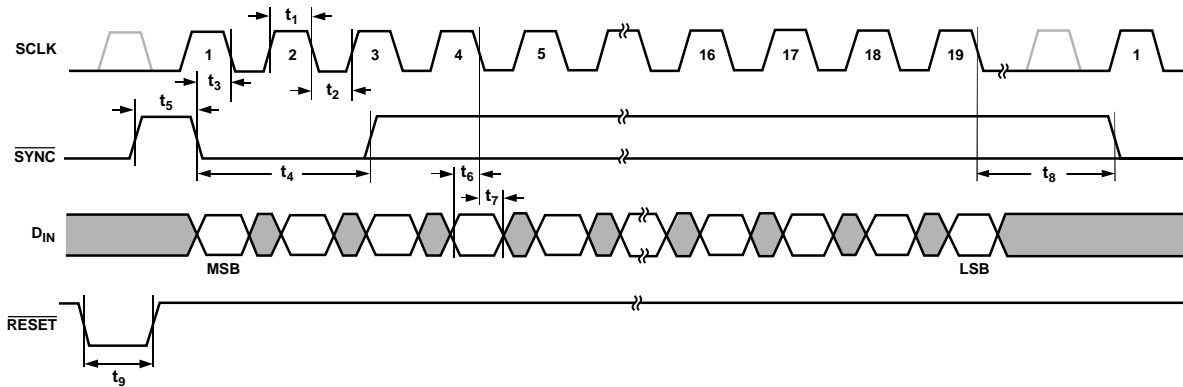 t1
SCLK
1 2 3 4 5 16 17 18 19 1
t3
t2
t5
SYNC
t4
t6
t7
t8
DIN
MSB
LSB
RESET
t9